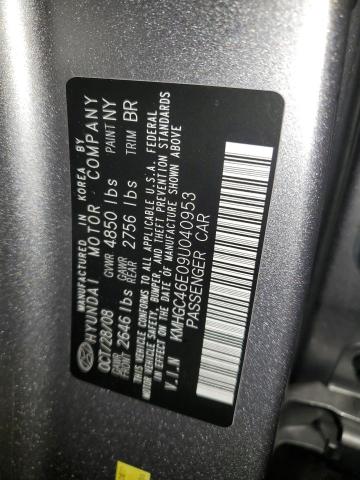 MANUFACTURED IN KOREA BY
HYUNDAI MOTOR COMPANY
OCT/28/08 GVWR 4850 lbs PAINT NY
GAWR FRONT 2646 lbs GAWR REAR 2756 lbs TRIM BR
THIS VEHICLE CONFORMS TO ALL APPLICABLE U.S.A. FEDERAL
MOTOR VEHICLE SAFETY, BUMPER, AND THEFT PREVENTION STANDARDS
IN EFFECT ON THE DATE OF MANUFACTURE SHOWN ABOVE
V.I.N KMHGC46E09U040953
PASSENGER CAR